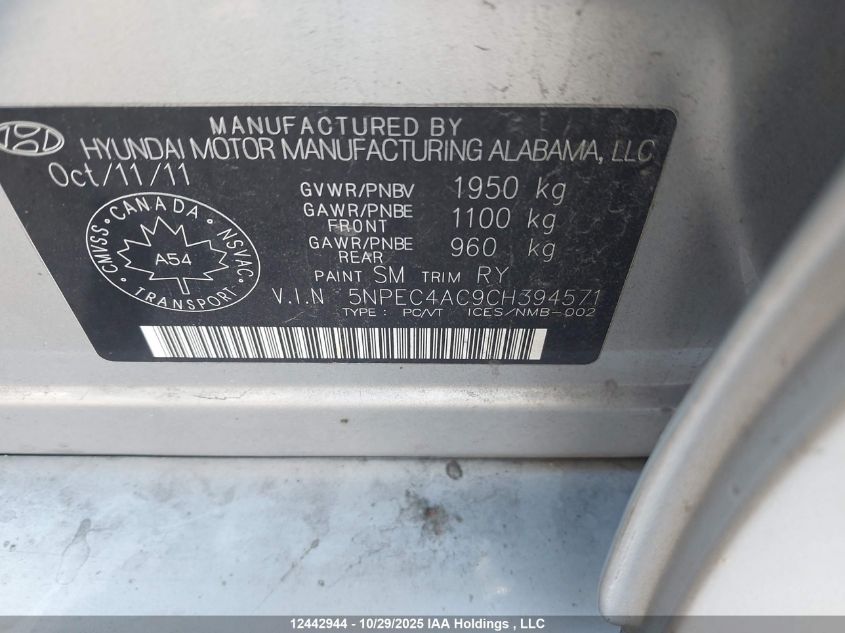 MANUFACTURED BY
HYUNDAI MOTOR MANUFACTURING ALABAMA, LLC
Oct/11/11
GVWR/PNBV 1950 kg
GAWR/PNBE FRONT 1100 kg
GAWR/PNBE REAR 960 kg
PAINT SM TRIM RY
V.I.N 5NPEC4AC9CH394571
TYPE : PC/VT ICES/NMB-002
CANADA
CMVSS NSVAC
A54
TRANSPORT
12442944 - 10/29/2025 IAA Holdings , LLC